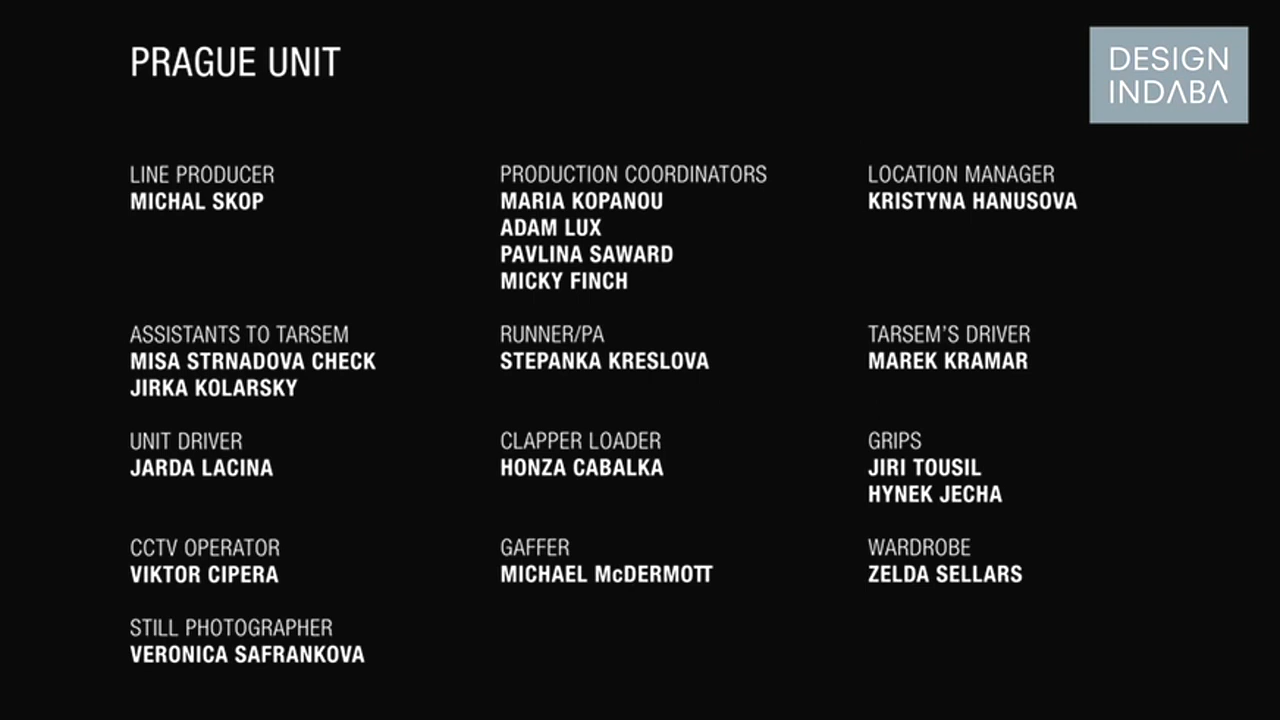 PRAGUE UNIT
DESIGN
INDΛBΛ
LINE PRODUCER
MICHAL SKOP
PRODUCTION COORDINATORS
MARIA KOPANOU
ADAM LUX
PAVLINA SAWARD
MICKY FINCH
LOCATION MANAGER
KRISTYNA HANUSOVA
ASSISTANTS TO TARSEM
MISA STRNADOVA CHECK
JIRKA KOLARSKY
RUNNER/PA
STEPANKA KRESLOVA
TARSEM'S DRIVER
MAREK KRAMAR
UNIT DRIVER
JARDA LACINA
CLAPPER LOADER
HONZA CABALKA
GRIPS
JIRI TOUSIL
HYNEK JECHA
CCTV OPERATOR
VIKTOR CIPERA
GAFFER
MICHAEL McDERMOTT
WARDROBE
ZELDA SELLARS
STILL PHOTOGRAPHER
VERONICA SAFRANKOVA